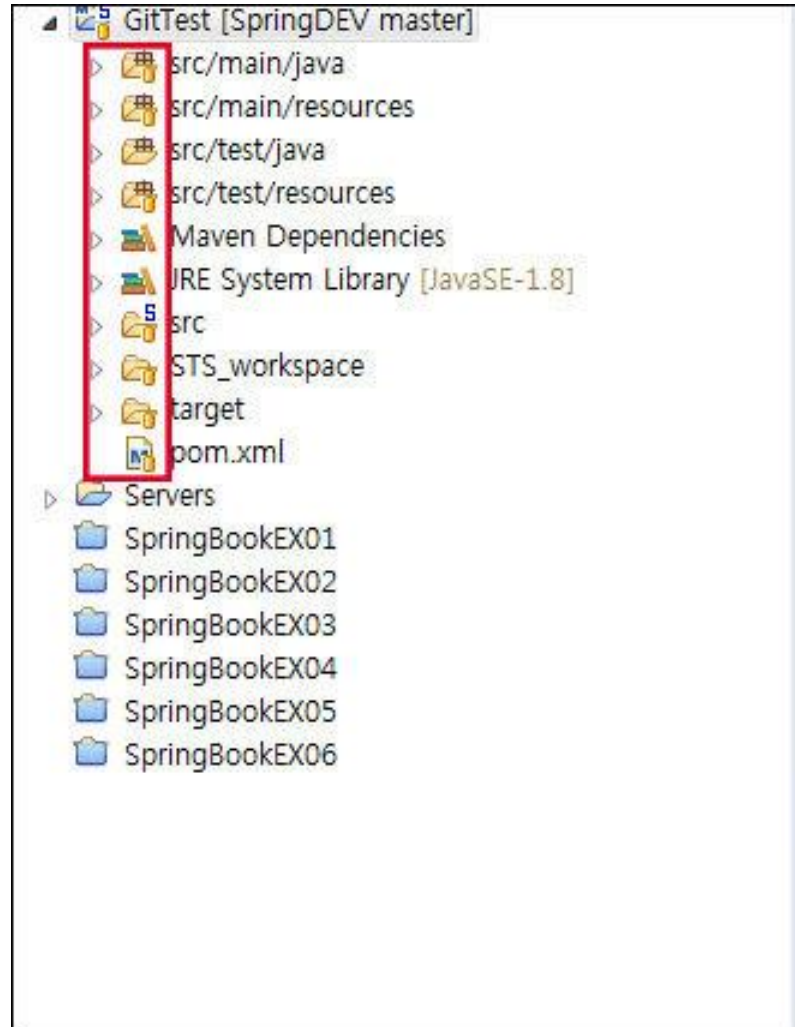 GitTest [SpringDEV master]
src/main/java
src/main/resources
src/test/java
src/test/resources
Maven Dependencies
JRE System Library [JavaSE-1.8]
src
STS_workspace
target
pom.xml
Servers
SpringBookEX01
SpringBookEX02
SpringBookEX03
SpringBookEX04
SpringBookEX05
SpringBookEX06